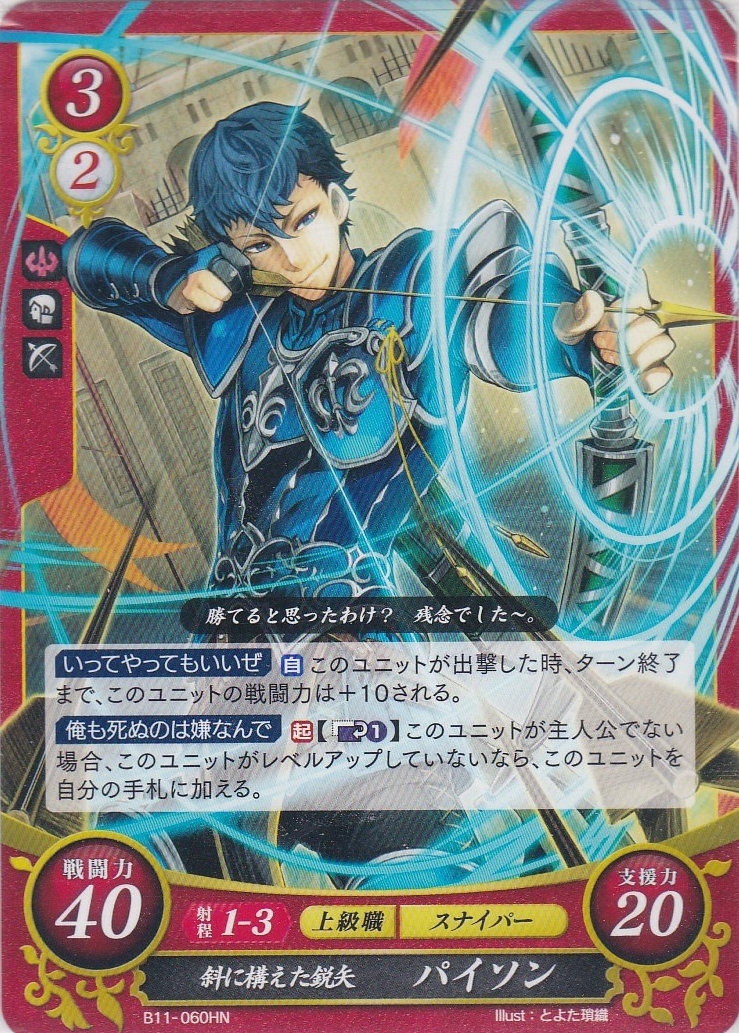 3
2
勝てると思ったわけ？ 残念でした〜。
いってやってもいいぜ 自 このユニットが出撃した時、ターン終了
まで、このユニットの戦闘力は＋10される。
俺も死ぬのは嫌なんで 起【1】このユニットが主人公でない
場合、このユニットがレベルアップしていないなら、このユニットを
自分の手札に加える。
戦闘力
40
射程 1-3 上級職 スナイパー
支援力
20
斜に構えた鋭矢 パイソン
B11-060HN Illust：とよた瑣織